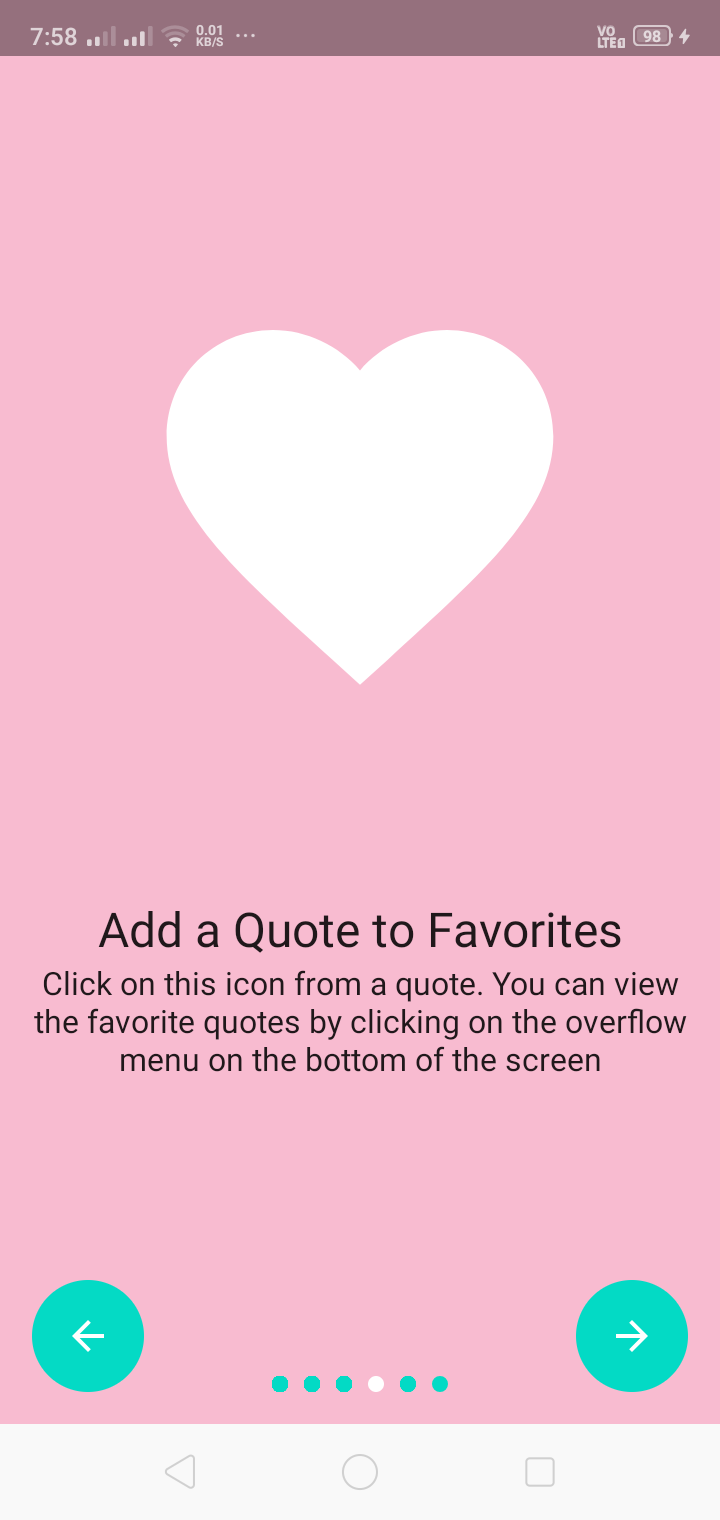 7:58 0.01 KB/S ... VO LTE 98
Add a Quote to Favorites
Click on this icon from a quote. You can view
the favorite quotes by clicking on the overflow
menu on the bottom of the screen